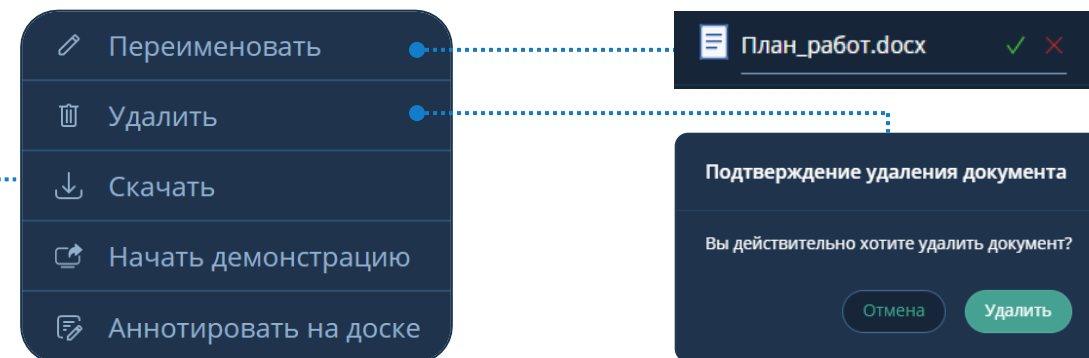 Переименовать
Удалить
Скачать
Начать демонстрацию
Аннотировать на доске
План_работ.docx
Подтверждение удаления документа
Вы действительно хотите удалить документ?
Отмена
Удалить